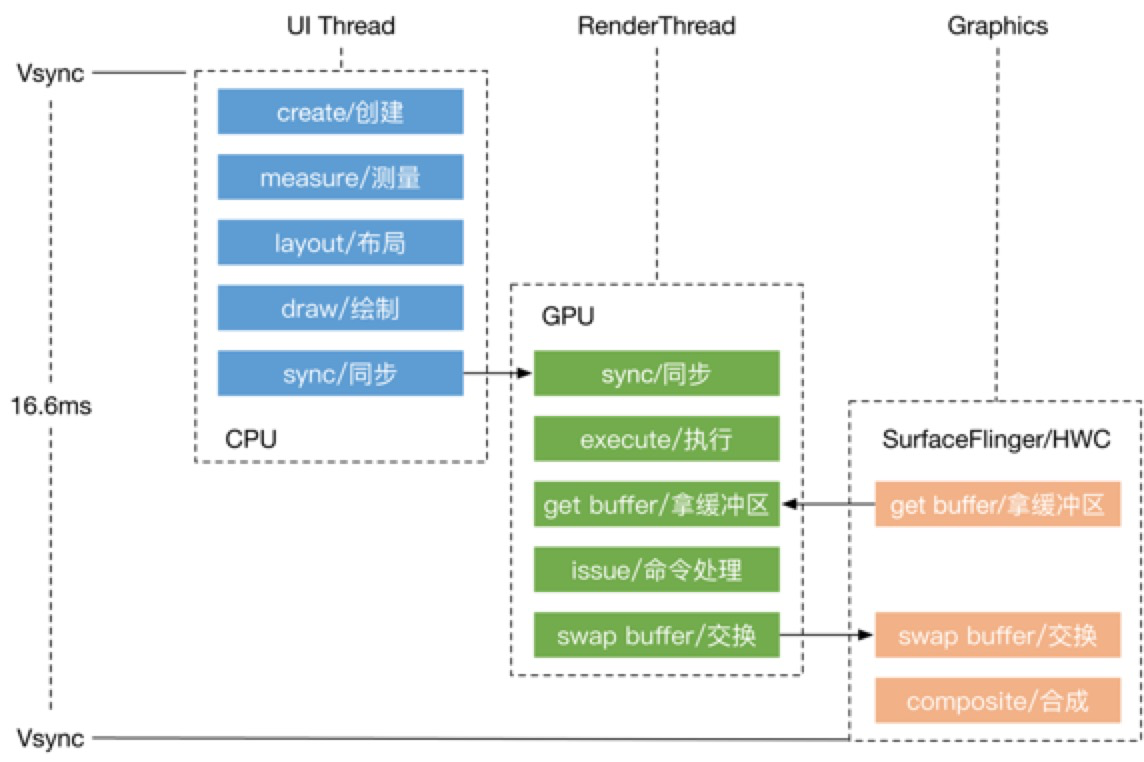 UI Thread
RenderThread
Graphics
Vsync
create/创建
measure/测量
layout/布局
draw/绘制
sync/同步
CPU
16.6ms
GPU
sync/同步
execute/执行
get buffer/拿缓冲区
issue/命令处理
swap buffer/交换
SurfaceFlinger/HWC
get buffer/拿缓冲区
swap buffer/交换
composite/合成
Vsync